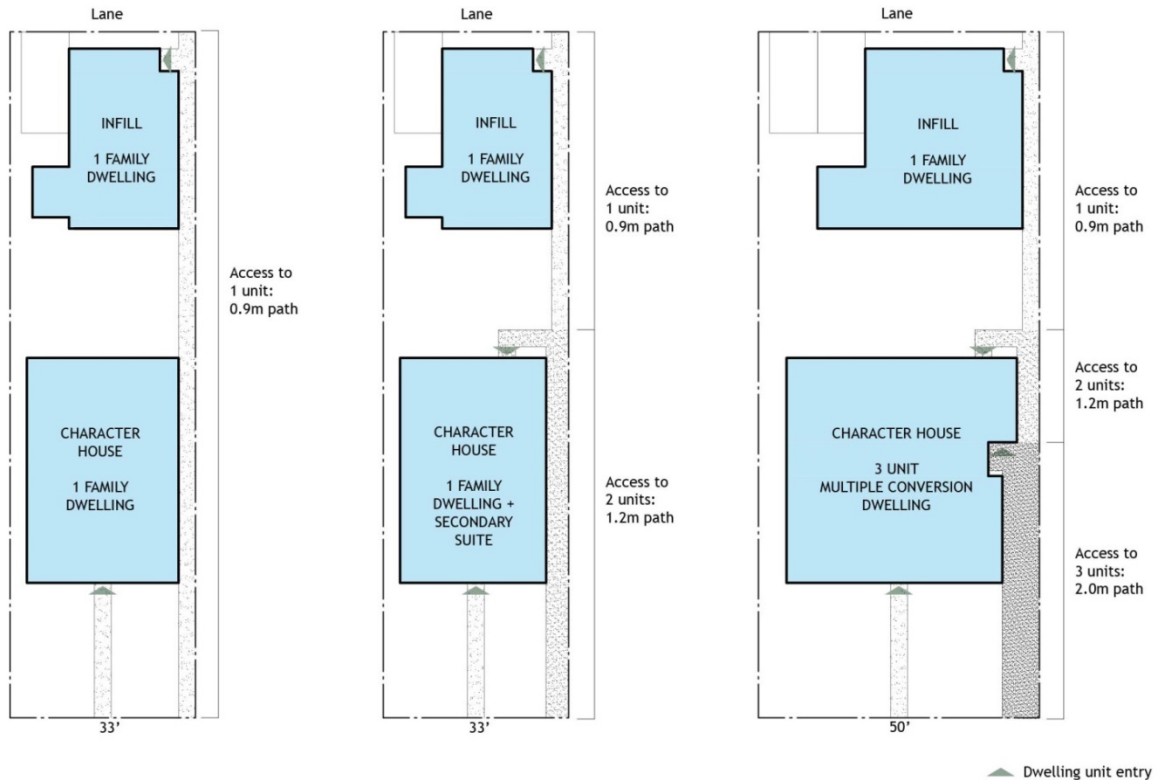 Lane
INFILL
1 FAMILY
DWELLING
Access to
1 unit:
0.9m path
CHARACTER
HOUSE
1 FAMILY
DWELLING
33'
Lane
INFILL
1 FAMILY
DWELLING
Access to
1 unit:
0.9m path
CHARACTER
HOUSE
1 FAMILY
DWELLING +
SECONDARY
SUITE
Access to
2 units:
1.2m path
33'
Lane
INFILL
1 FAMILY
DWELLING
Access to
1 unit:
0.9m path
Access to
2 units:
1.2m path
CHARACTER HOUSE
3 UNIT
MULTIPLE CONVERSION
DWELLING
Access to
3 units:
2.0m path
50'
Dwelling unit entry